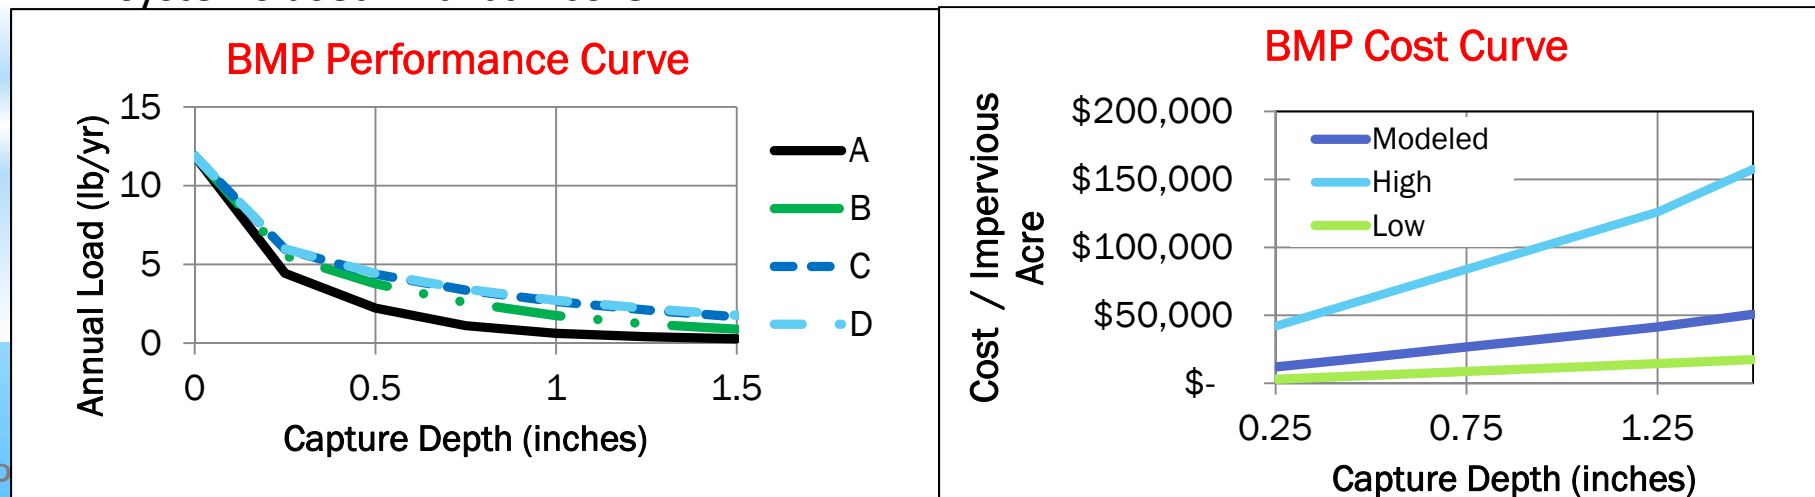 BMP Performance Curve
15
10
5
0
Annual Load (lb/yr)
0 0.5 1 1.5
Capture Depth (inches)
A
B
C
D
BMP Cost Curve
$200,000
$150,000
$100,000
$50,000
$-
Cost / Impervious
Acre
Modeled
High
Low
0.25 0.75 1.25
Capture Depth (inches)